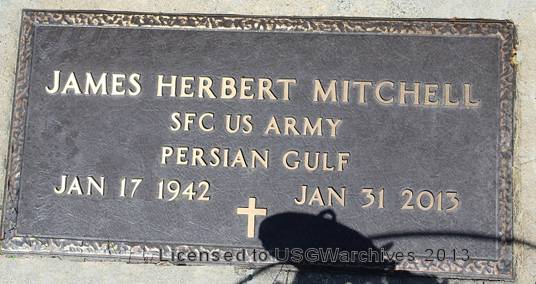 JAMES HERBERT MITCHELL
SFC US ARMY
PERSIAN GULF
JAN 17 1942 JAN 31 2013
Licensed to USGWarchives 2013